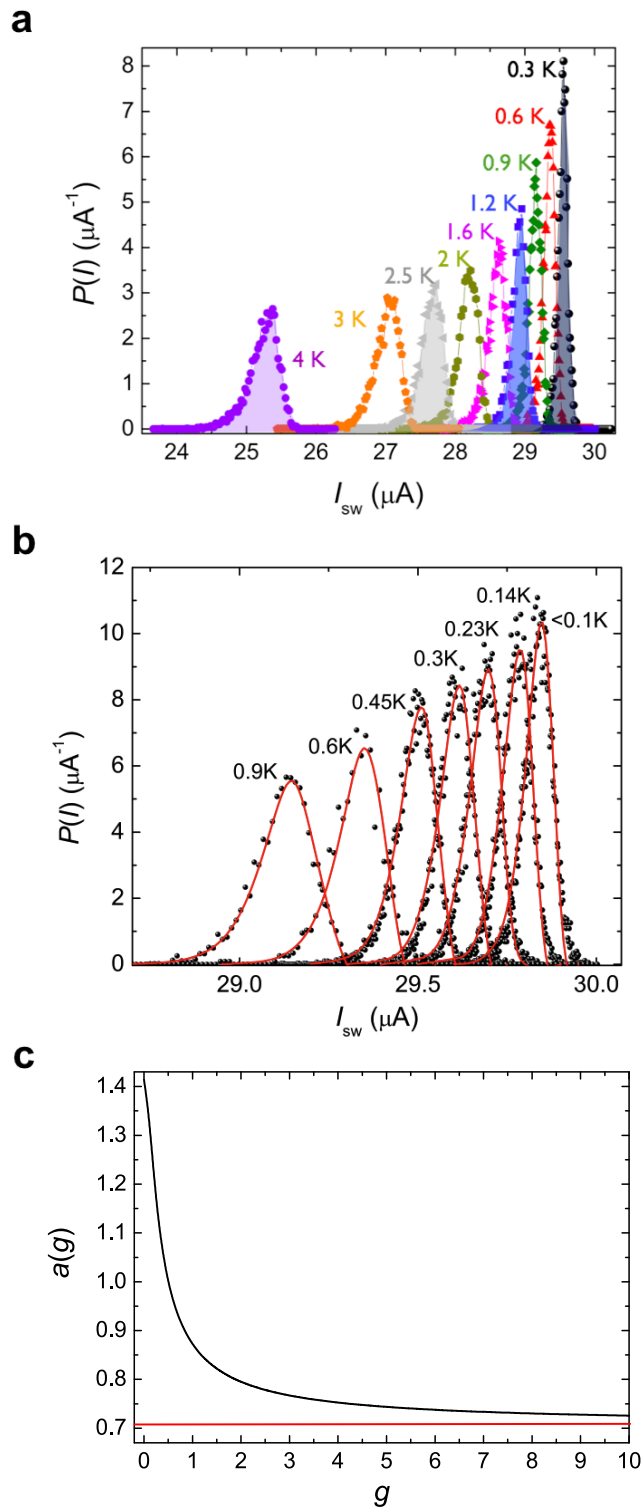 a
P(I) (μA⁻¹)
8
7
6
5
4
3
2
1
0
0.3 K
0.6 K
0.9 K
1.2 K
1.6 K
2 K
2.5 K
3 K
4 K
24 25 26 27 28 29 30
Isw (μA)
b
P(I) (μA⁻¹)
12
10
8
6
4
2
0
0.14K
<0.1K
0.23K
0.3K
0.45K
0.6K
0.9K
29.0 29.5 30.0
Isw (μA)
c
a(g)
1.4
1.3
1.2
1.1
1.0
0.9
0.8
0.7
0 1 2 3 4 5 6 7 8 9 10
g